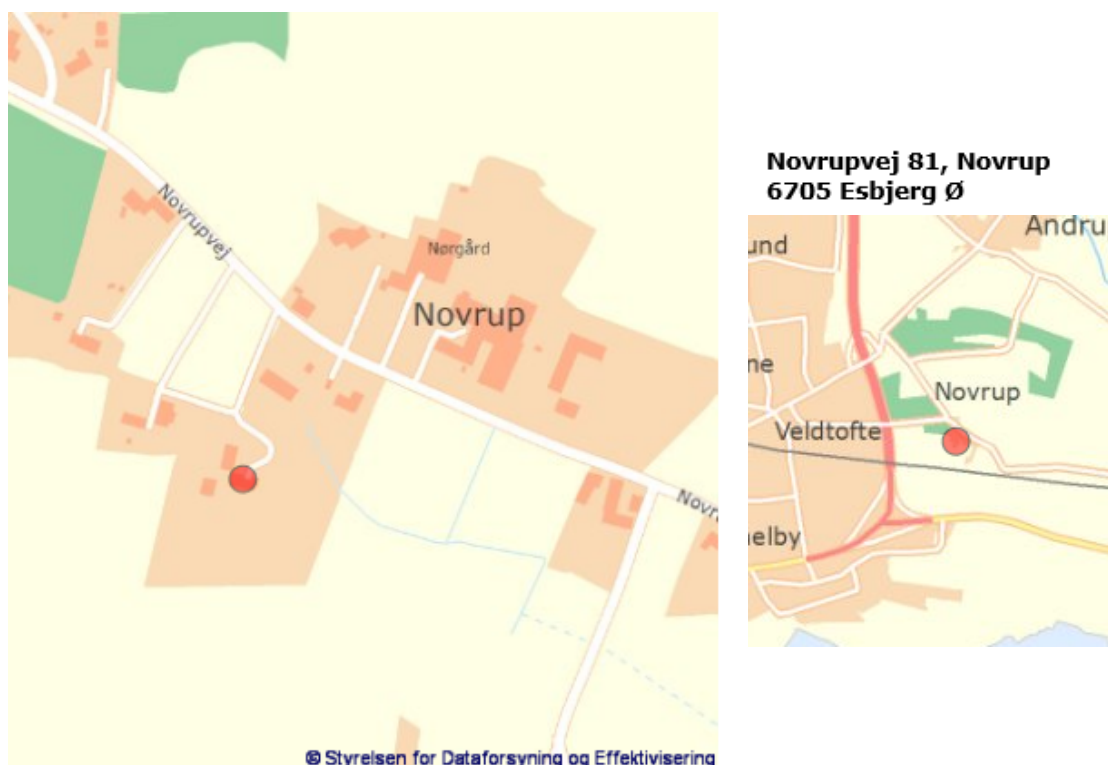 Novrupvej
Nørgård
Novrup
© Styrelsen for Dataforsyning og Effektivisering
Novrupvej 81, Novrup
6705 Esbjerg Ø
Andru
und
ne
Novrup
Veldtofte
elby